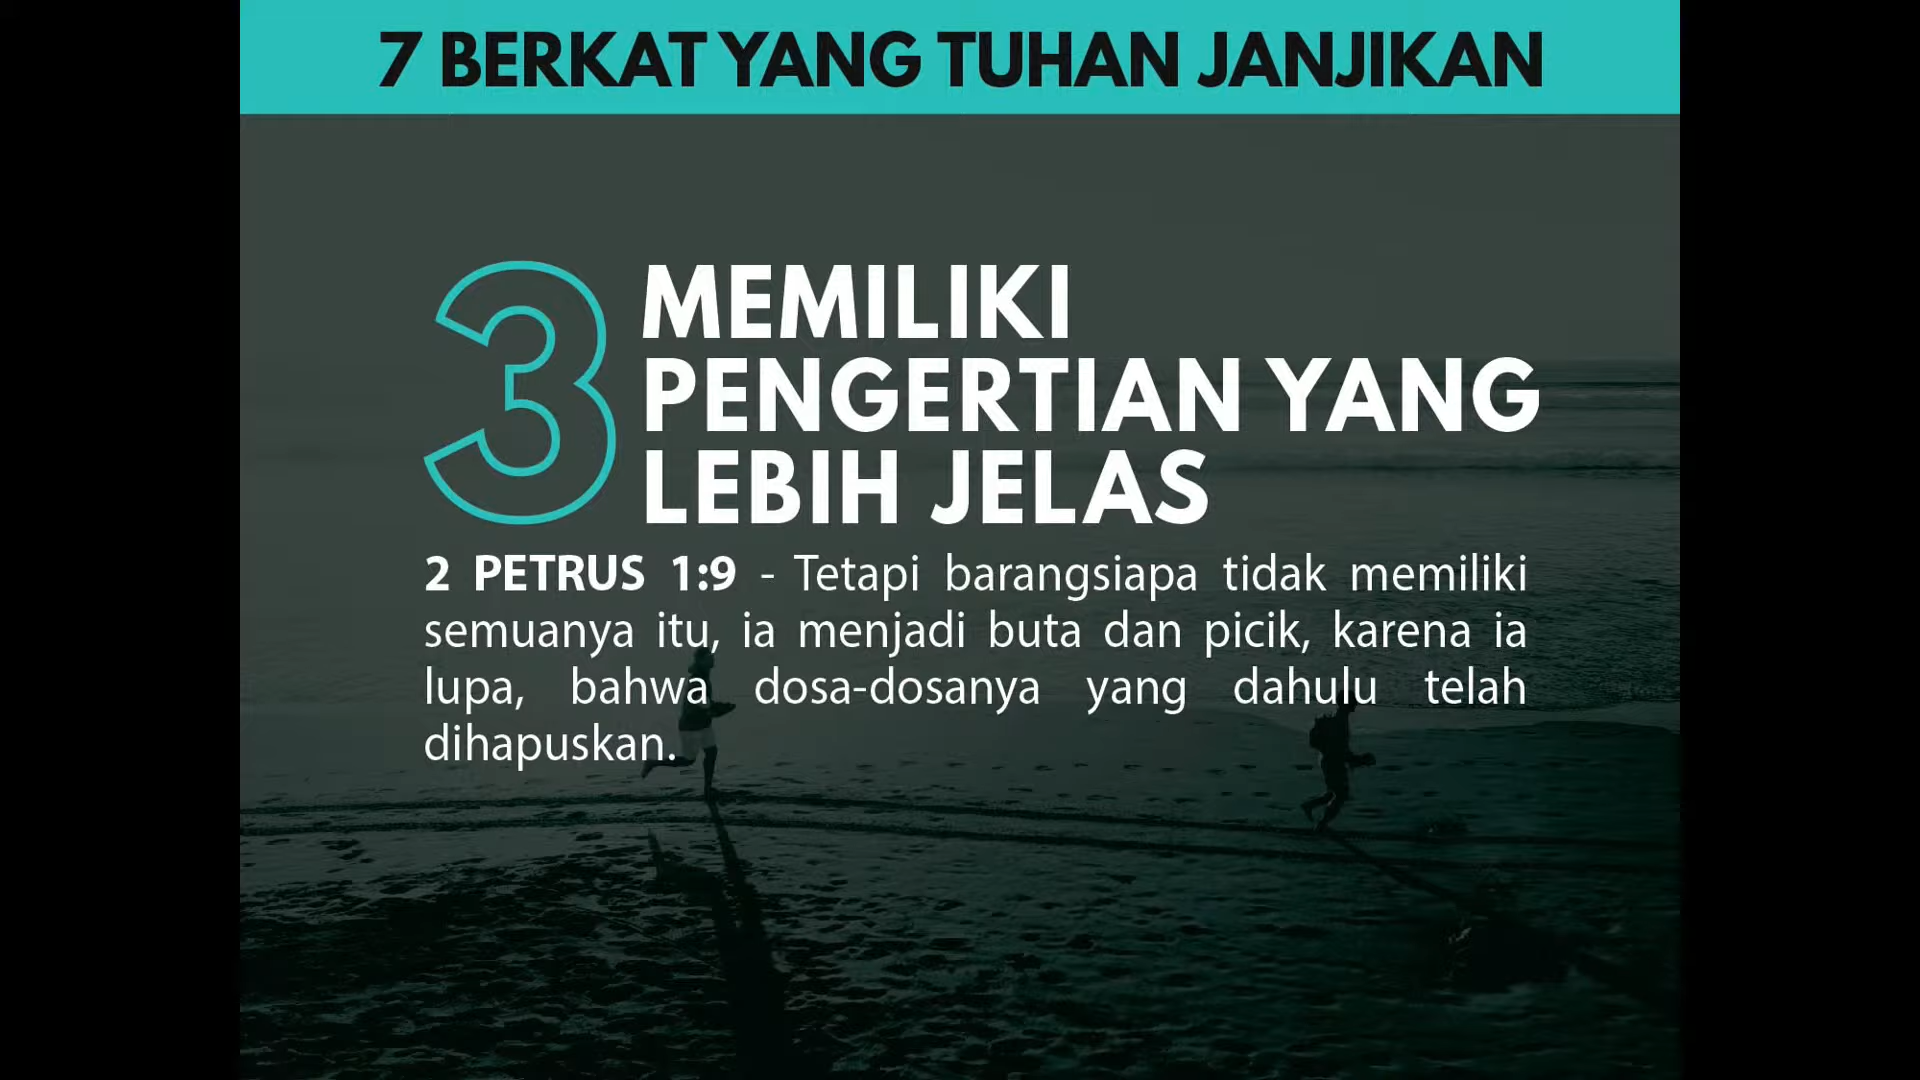 7 BERKAT YANG TUHAN JANJIKAN
3
MEMILIKI
PENGERTIAN YANG
LEBIH JELAS
2 PETRUS 1:9 - Tetapi barangsiapa tidak memiliki
semuanya itu, ia menjadi buta dan picik, karena ia
lupa, bahwa dosa-dosanya yang dahulu telah
dihapuskan.